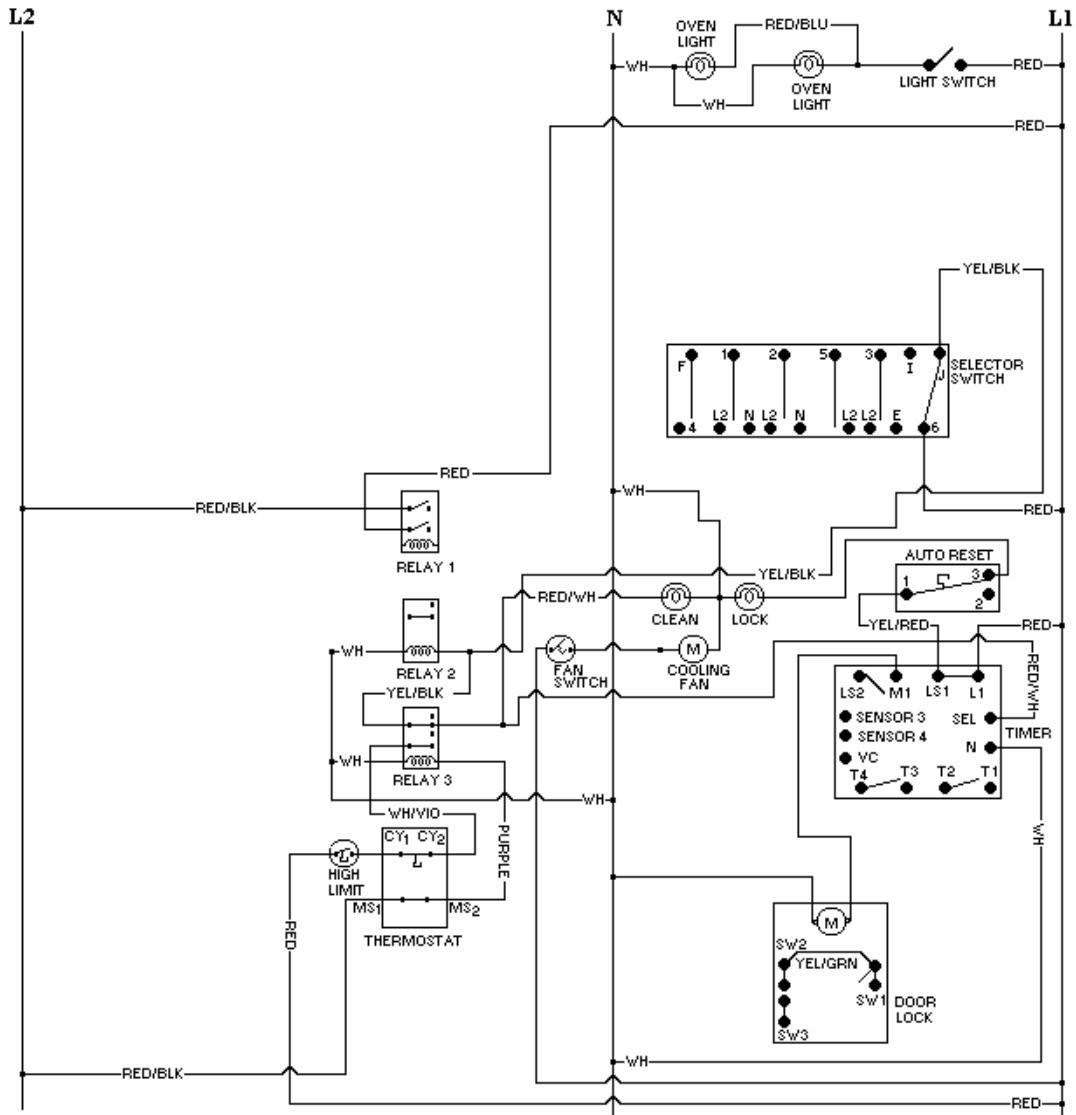 L2
N
L1
OVEN
LIGHT
RED/BLU
WH
OVEN
LIGHT
LIGHT SWITCH
RED
WH
RED
YEL/BLK
F
1
2
5
3
I
J
SELECTOR
SWITCH
4
L2
N
L2
N
L2
L2
E
6
RED
RED/BLK
WH
RED
RELAY 1
AUTO RESET
YEL/BLK
1
3
2
RED/WH
CLEAN
LOCK
YEL/RED
RED
WH
RELAY 2
FAN
SWITCH
M
COOLING
FAN
RED/WH
YEL/BLK
LS2
M1
LS1
L1
SENSOR 3
SEL
SENSOR 4
TIMER
N
VC
WH
RELAY 3
T4
T3
T2
T1
WH
WH/VIO
PURPLE
WH
CY1
CY2
HIGH
LIMIT
MS1
MS2
THERMOSTAT
RED
M
SW2
YEL/GRN
SW1
DOOR
LOCK
SW3
WH
RED/BLK
RED